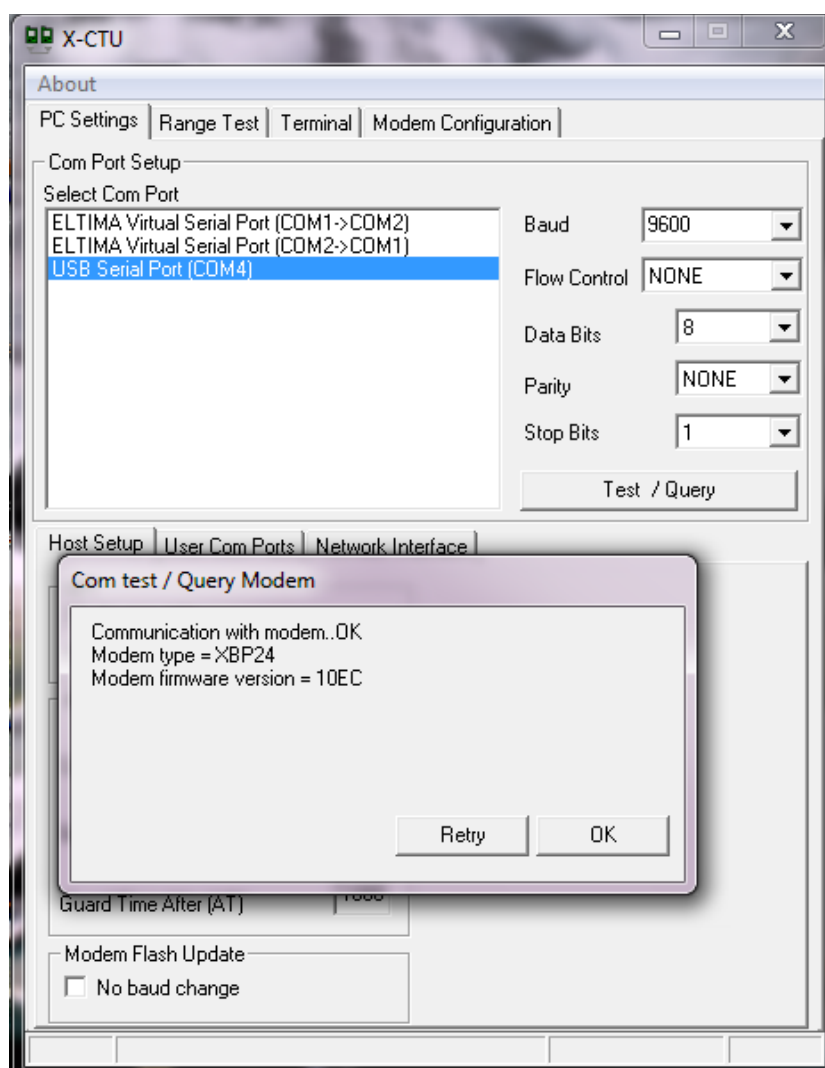 X-CTU
About
PC Settings Range Test Terminal Modem Configuration
Com Port Setup
Select Com Port
ELTIMA Virtual Serial Port (COM1->COM2)
ELTIMA Virtual Serial Port (COM2->COM1)
USB Serial Port (COM4)
Baud 9600
Flow Control NONE
Data Bits 8
Parity NONE
Stop Bits 1
Test / Query
Host Setup User Com Ports Network Interface
Com test / Query Modem
Communication with modem..OK
Modem type = XBP24
Modem firmware version = 10EC
Retry OK
Guard Time After (AT)
Modem Flash Update
No baud change